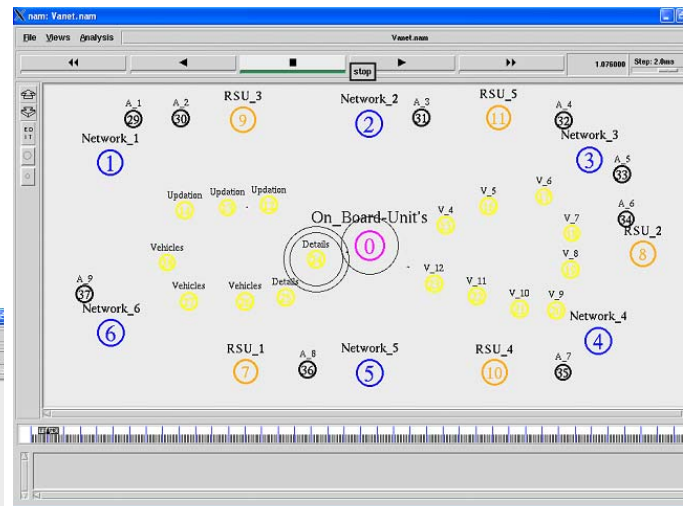 nam: Vanet.nam
File Views Analysis Vanet.nam
stop
1.076000 Step: 2.0ms
ED
IT
A_1 A_2 RSU_3 Network_2 A_3 RSU_5 A_4
29 30 9 2 31 11 32
Network_1 Network_3
1 3
A_5
33
Updation Updation Updation V_4 V_5 V_6
A_6
34
On_Board-Unit's
0
V_7
RSU_2
8
Vehicles Details
V_8
V_12 V_11 V_10 V_9
A_9
37
Vehicles Vehicles Details
Network_6 Network_4
6 4
RSU_1 A_8 Network_5 RSU_4 A_7
7 36 5 10 35